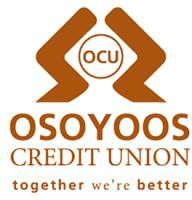 OCU
OSOYOOS
CREDIT UNION
together we're better